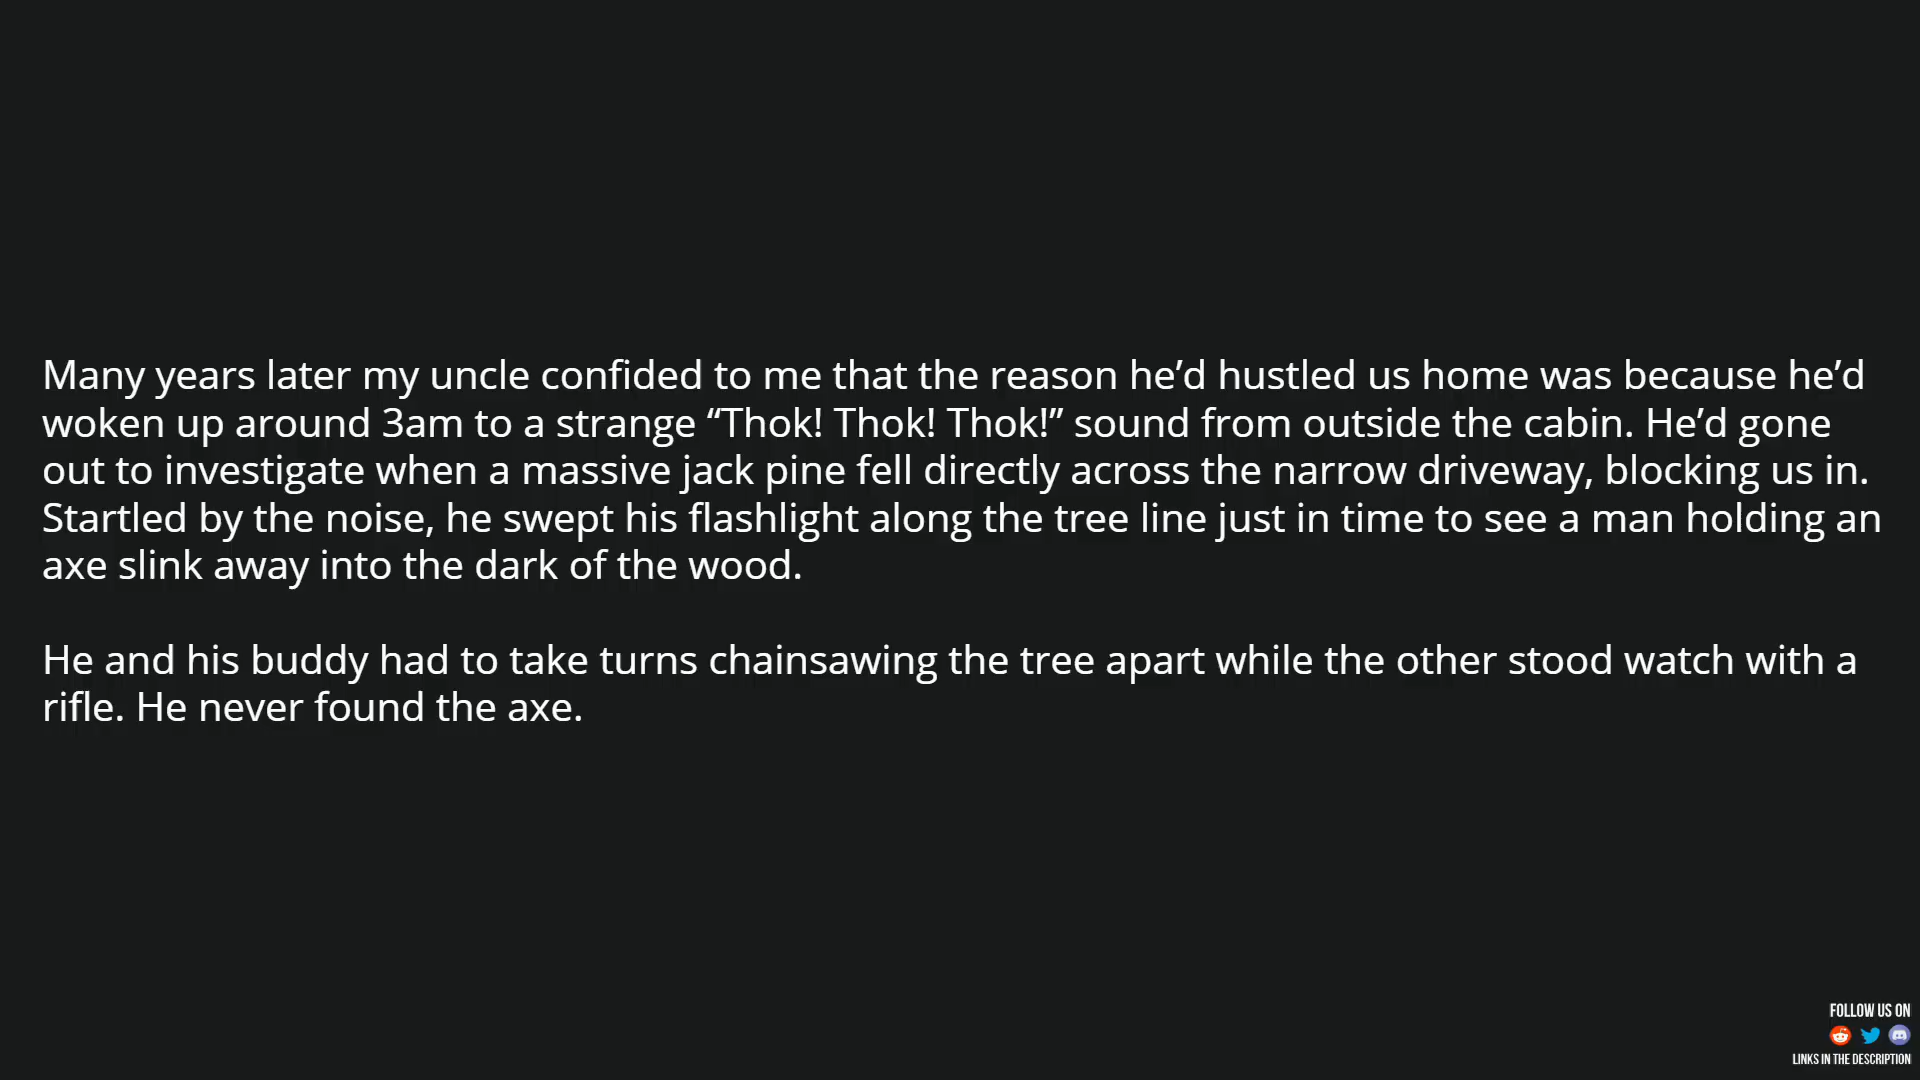 Many years later my uncle confided to me that the reason he’d hustled us home was because he’d
woken up around 3am to a strange “Thok! Thok! Thok!” sound from outside the cabin. He’d gone
out to investigate when a massive jack pine fell directly across the narrow driveway, blocking us in.
Startled by the noise, he swept his flashlight along the tree line just in time to see a man holding an
axe slink away into the dark of the wood.
He and his buddy had to take turns chainsawing the tree apart while the other stood watch with a
rifle. He never found the axe.
FOLLOW US ON
LINKS IN THE DESCRIPTION